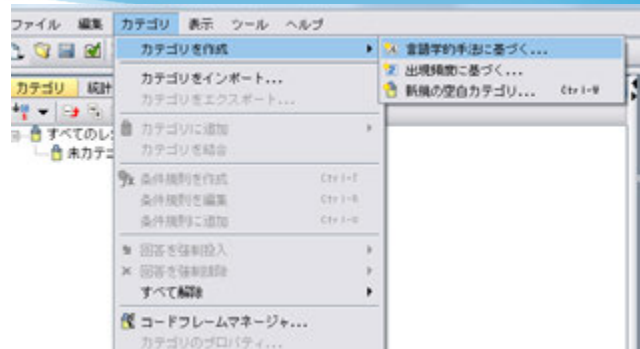 ファイル 編集 カテゴリ 表示 ツール ヘルプ
カテゴリを作成
言語学的手法に基づく...
出現頻度に基づく...
新規の空白カテゴリ... Ctrl-W
カテゴリ 統計
カテゴリをインポート...
カテゴリをエクスポート...
すべてのレ
未カテゴ
カテゴリに追加
カテゴリを結合
条件規則を作成
条件規則を編集
条件規則に追加
回答を強制投入
回答を強制削除
すべて解除
コードフレームマネージャ...
カテゴリのプロパティ...